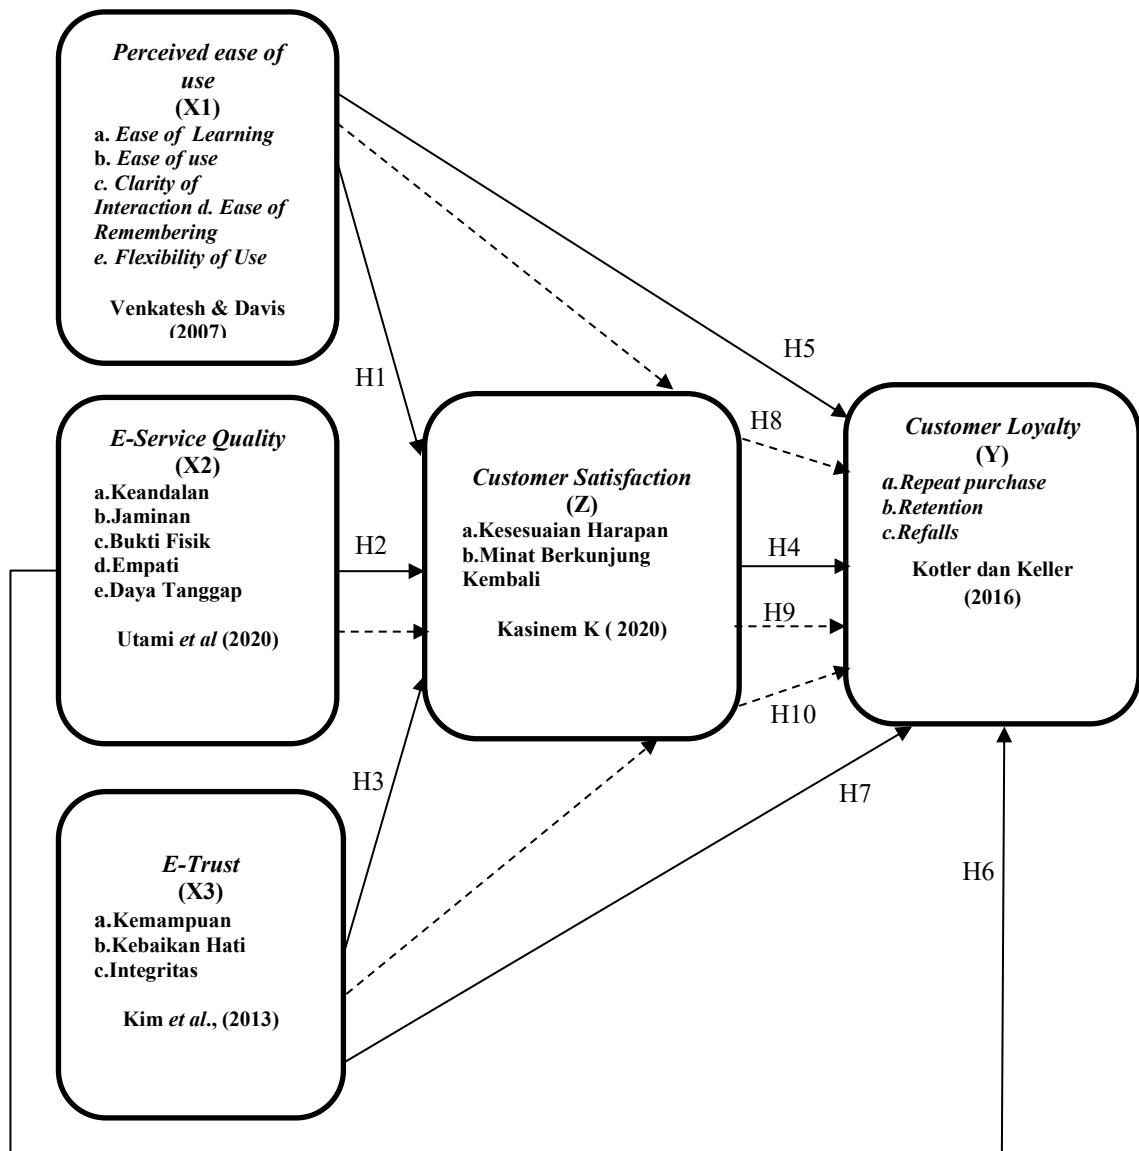 Perceived ease of
use
(X1)
a. Ease of Learning
b. Ease of use
c. Clarity of
Interaction d. Ease of
Remembering
e. Flexibility of Use
Venkatesh & Davis
(2007)
H5
H1
E-Service Quality
(X2)
a.Keandalan
b.Jaminan
c.Bukti Fisik
d.Empati
e.Daya Tanggap
Utami et al (2020)
H2
Customer Satisfaction
(Z)
a.Kesesuaian Harapan
b.Minat Berkunjung
Kembali
Kasinem K ( 2020)
H8
H4
H9
H10
Customer Loyalty
(Y)
a.Repeat purchase
b.Retention
c.Refalls
Kotler dan Keller
(2016)
H3
H7
H6
E-Trust
(X3)
a.Kemampuan
b.Kebaikan Hati
c.Integritas
Kim et al., (2013)